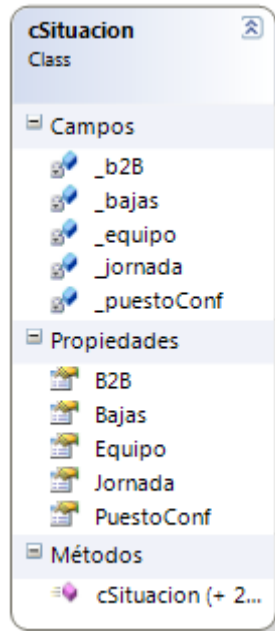 cSituacion
Class
Campos
_b2B
_bajas
_equipo
_jornada
_puestoConf
Propiedades
B2B
Bajas
Equipo
Jornada
PuestoConf
Métodos
cSituacion (+ 2...